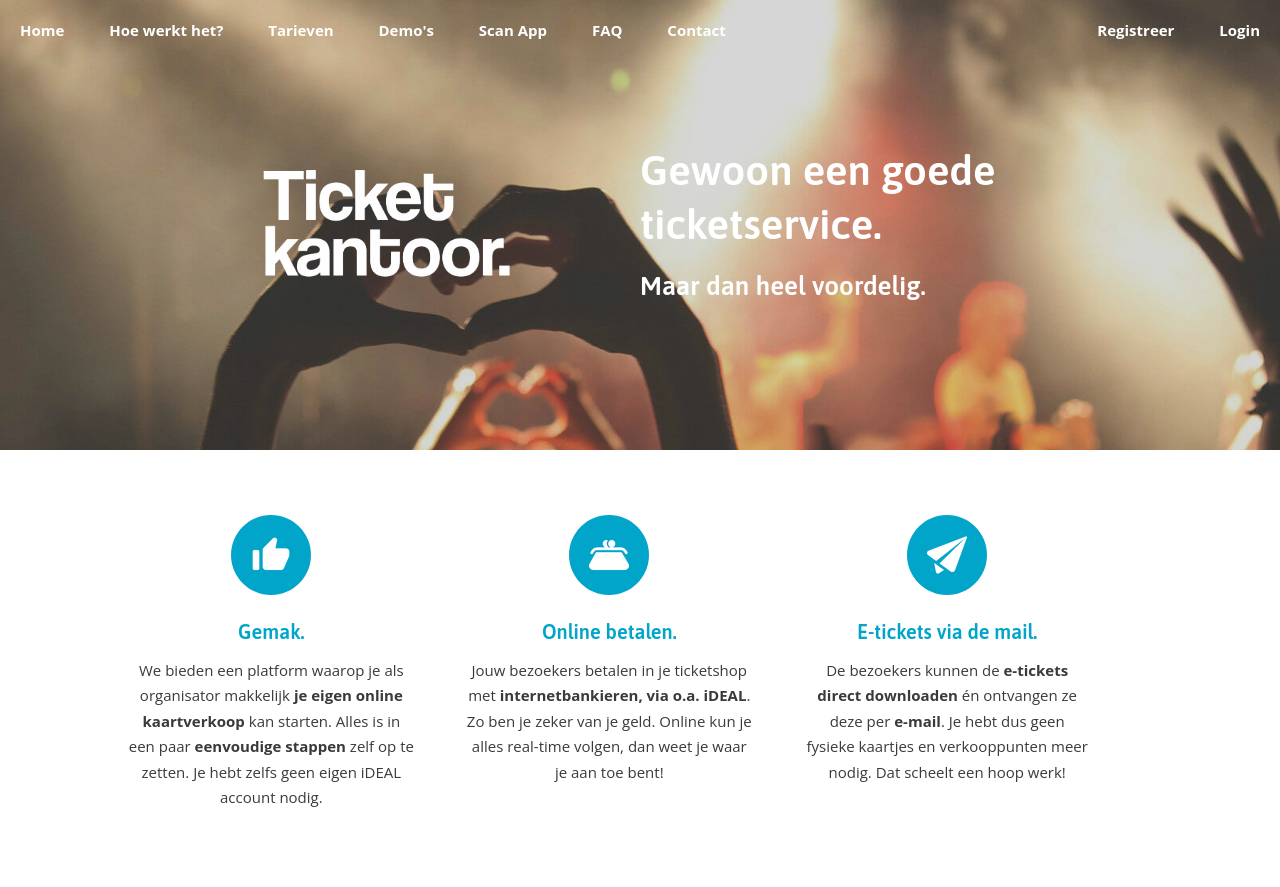 Home Hoe werkt het? Tarieven Demo's Scan App FAQ Contact Registreer Login
Ticket
kantoor.
Gewoon een goede
ticketservice.
Maar dan heel voordelig.
Gemak.
We bieden een platform waarop je als
organisator makkelijk je eigen online
kaartverkoop kan starten. Alles is in
een paar eenvoudige stappen zelf op te
zetten. Je hebt zelfs geen eigen iDEAL
account nodig.
Online betalen.
Jouw bezoekers betalen in je ticketshop
met internetbankieren, via o.a. iDEAL.
Zo ben je zeker van je geld. Online kun je
alles real-time volgen, dan weet je waar
je aan toe bent!
E-tickets via de mail.
De bezoekers kunnen de e-tickets
direct downloaden én ontvangen ze
deze per e-mail. Je hebt dus geen
fysieke kaartjes en verkooppunten meer
nodig. Dat scheelt een hoop werk!